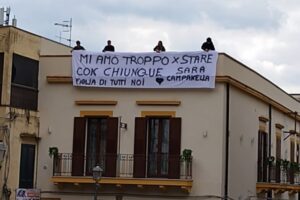 MI AMO TROPPO X STARE
COK CHIUNQUE SARA
FIGLIA DI TUTTI NOI CAMPANELLA